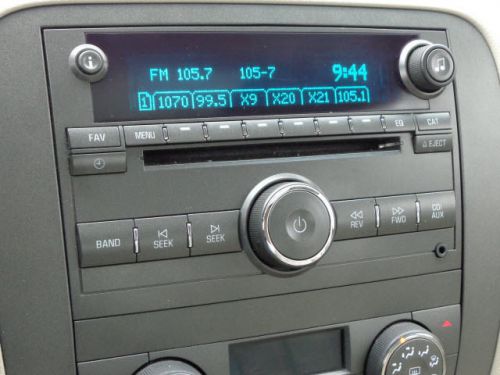 FM 105.7 105-7 9:44
1 1070 99.5 X9 X20 X21 105.1
FAV MENU EQ CAT
EJECT
BAND SEEK SEEK REV FWD CD/AUX